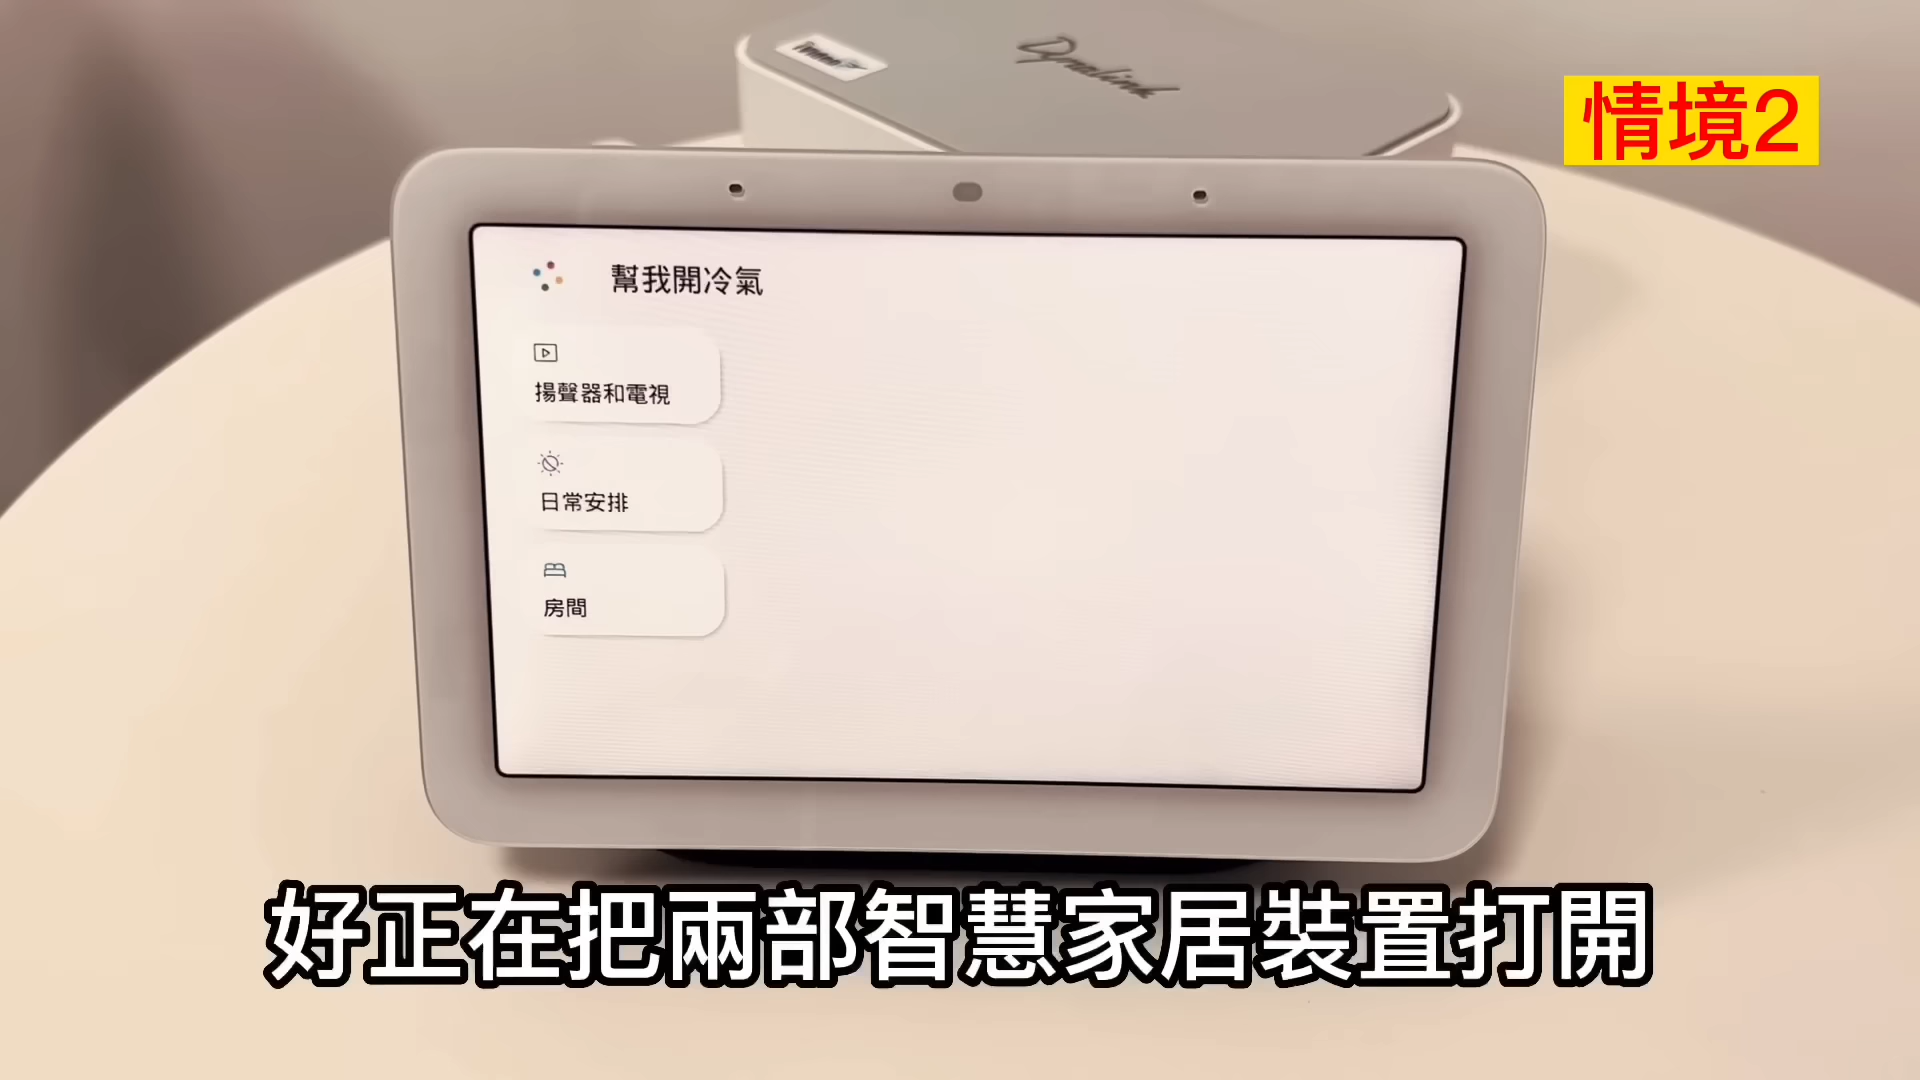 Dynalink
情境2
幫我開冷氣
揚聲器和電視
日常安排
房間
好正在把兩部智慧家居裝置打開